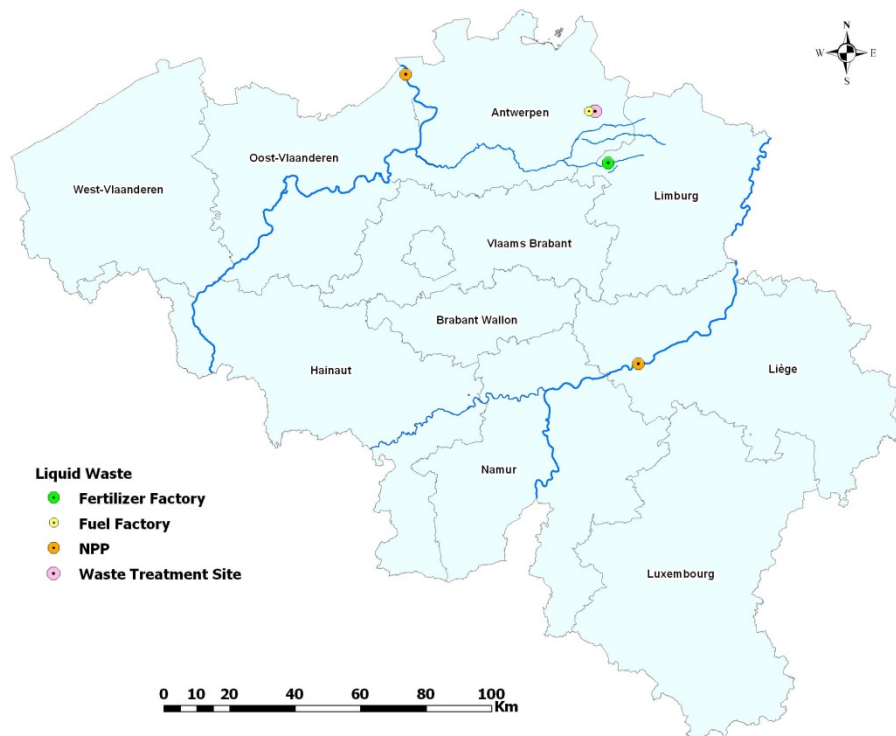 N
W E
S
Antwerpen
Oost-Vlaanderen
West-Vlaanderen
Limburg
Vlaams Brabant
Brabant Wallon
Hainaut
Liège
Namur
Luxembourg
Liquid Waste
Fertilizer Factory
Fuel Factory
NPP
Waste Treatment Site
0 10 20 40 60 80 100
Km